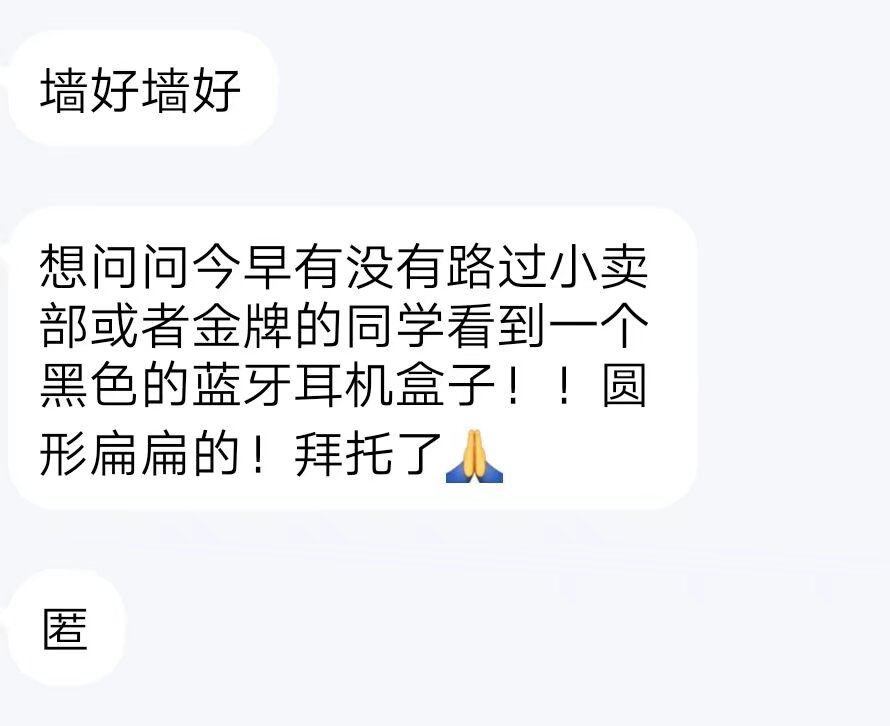 墙好墙好
想问问今早有没有路过小卖
部或者金牌的同学看到一个
黑色的蓝牙耳机盒子！！圆
形扁扁的！拜托了🙏
匿